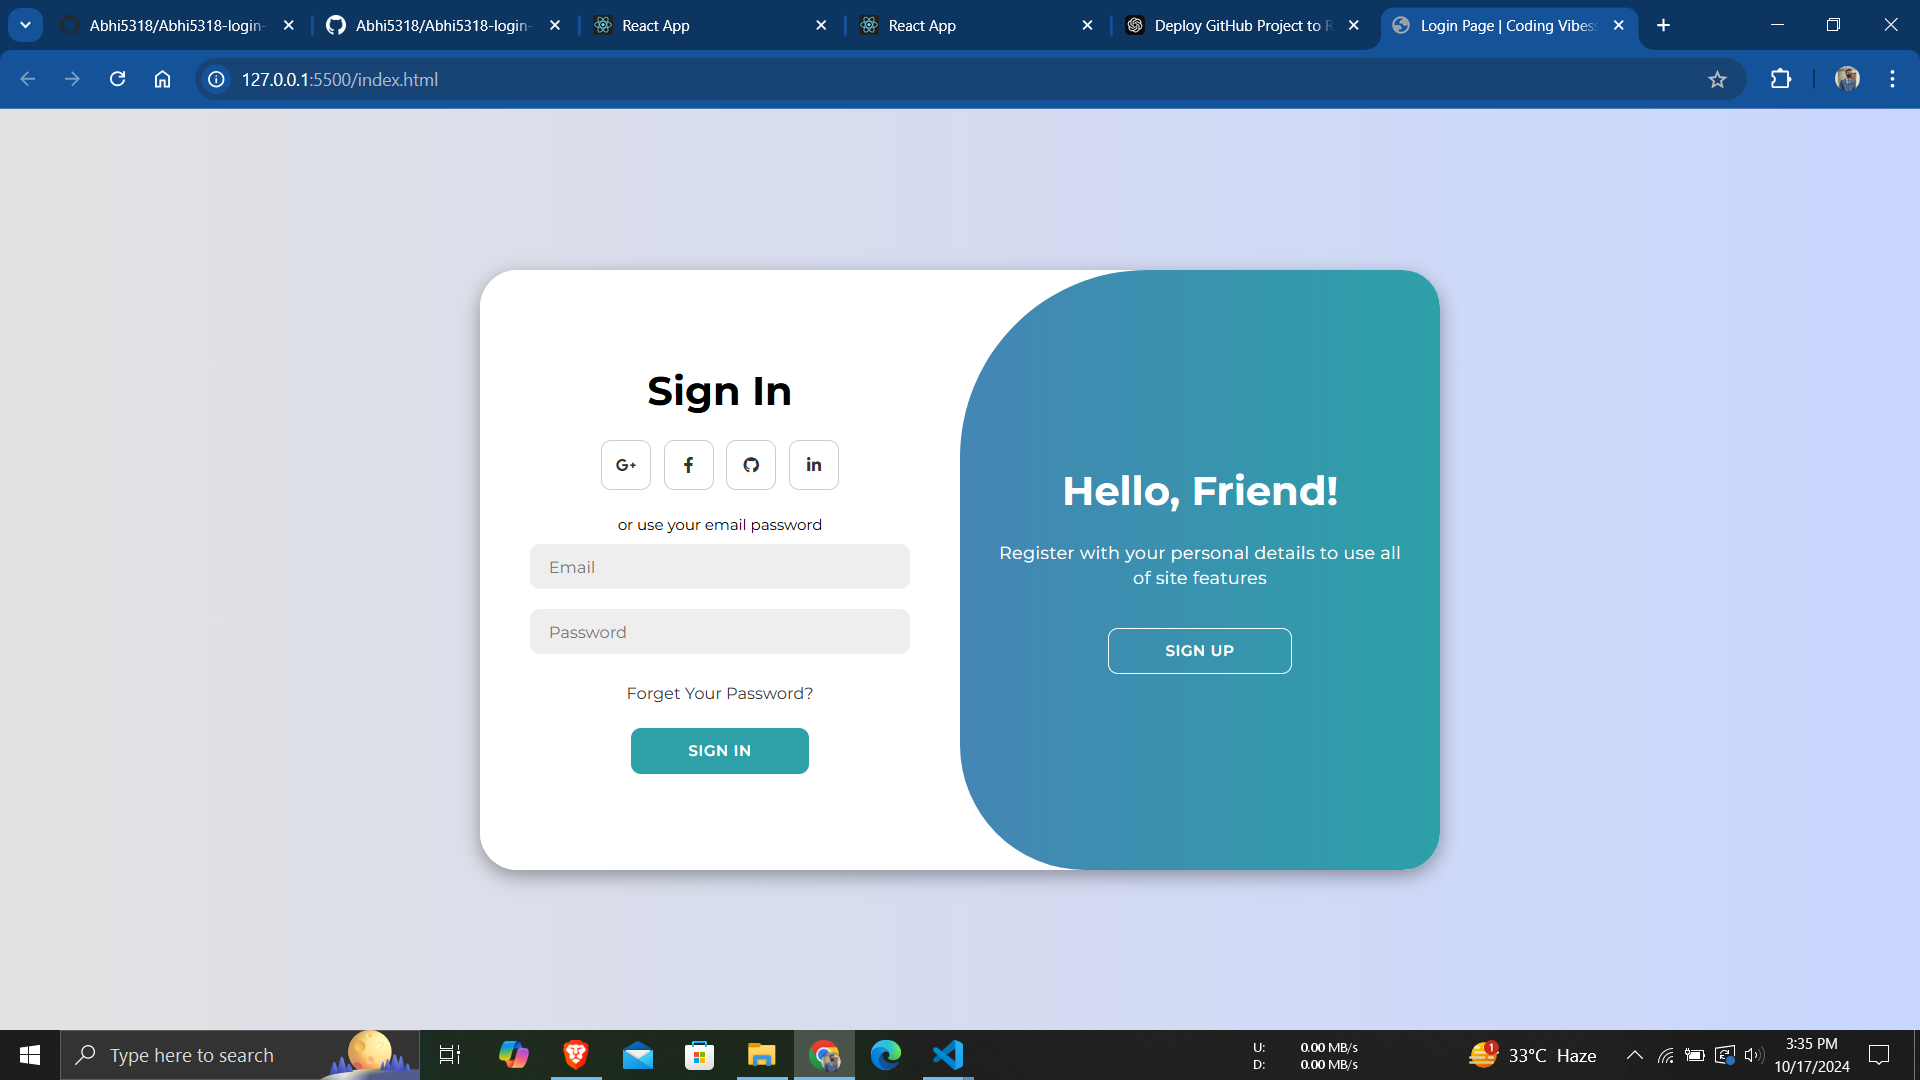 Abhi5318/Abhi5318-login-
Abhi5318/Abhi5318-login-
React App
React App
Deploy GitHub Project to R
Login Page | Coding Vibes
127.0.0.1:5500/index.html
Sign In
G+
f
in
or use your email password
Email
Password
Forget Your Password?
SIGN IN
Hello, Friend!
Register with your personal details to use all
of site features
SIGN UP
Type here to search
U: 0.00 MB/s
D: 0.00 MB/s
1
33°C Haze
3:35 PM
10/17/2024